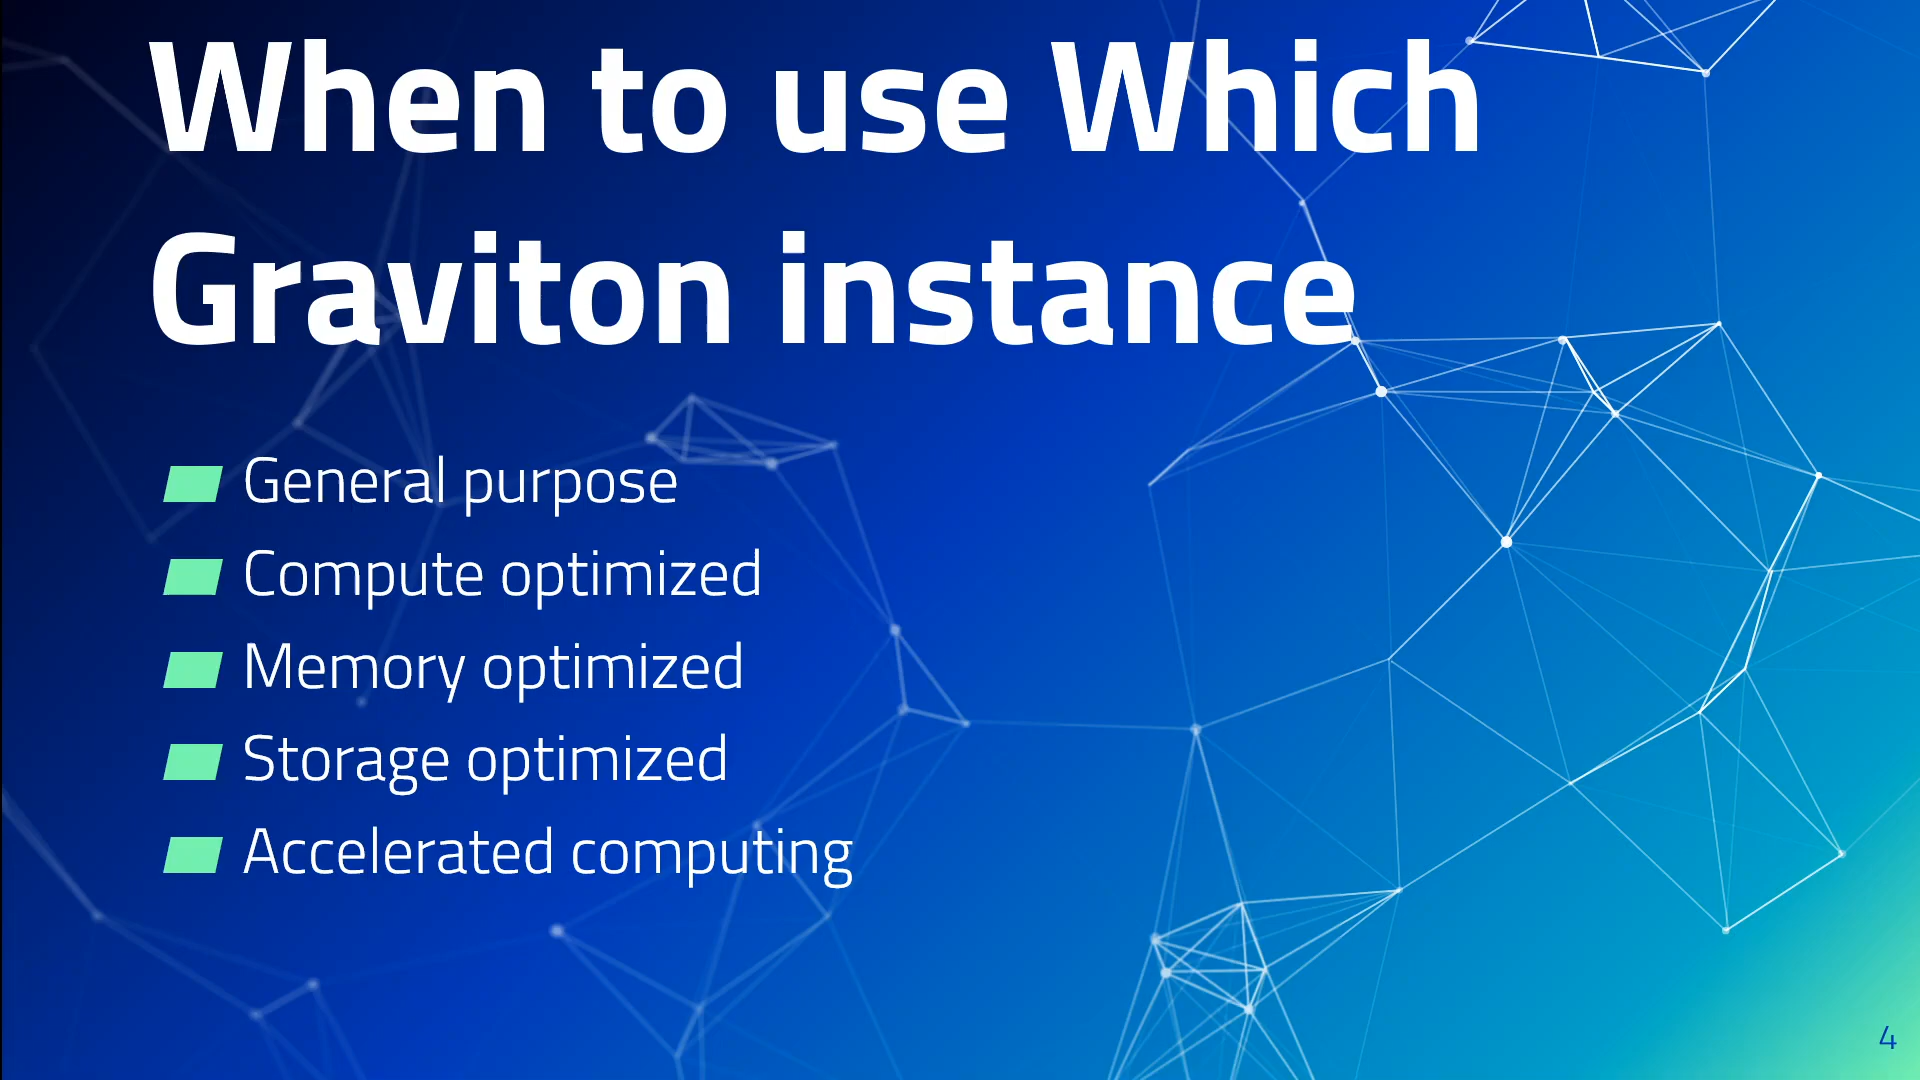 When to use Which
Graviton instance
General purpose
Compute optimized
Memory optimized
Storage optimized
Accelerated computing
4